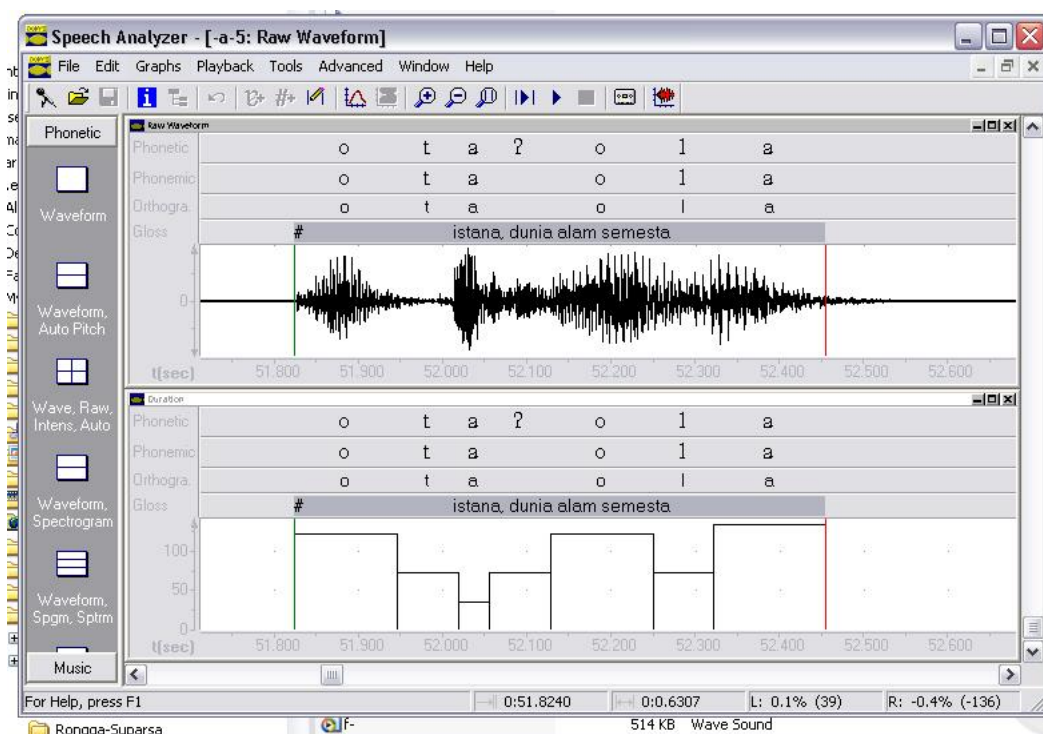 Speech Analyzer - [-a-5: Raw Waveform]
File Edit Graphs Playback Tools Advanced Window Help
Phonetic
Waveform
Waveform,
Auto Pitch
Wave, Raw,
Intens, Auto
Waveform,
Spectrogram
Waveform,
Spgm, Sptrm
Music
Raw Waveform
Phonetic o t a ʔ o l a
Phonemic o t a o l a
Orthogra. o t a o l a
Gloss # istana, dunia alam semesta
0
t(sec) 51.800 51.900 52.000 52.100 52.200 52.300 52.400 52.500 52.600
Duration
Phonetic o t a ʔ o l a
Phonemic o t a o l a
Orthogra. o t a o l a
Gloss # istana, dunia alam semesta
100
50
0
t(sec) 51.800 51.900 52.000 52.100 52.200 52.300 52.400 52.500 52.600
For Help, press F1 0:51.8240 0:0.6307 L: 0.1% (39) R: -0.4% (-136)
Rongga-Suparsa f- 514 KB Wave Sound